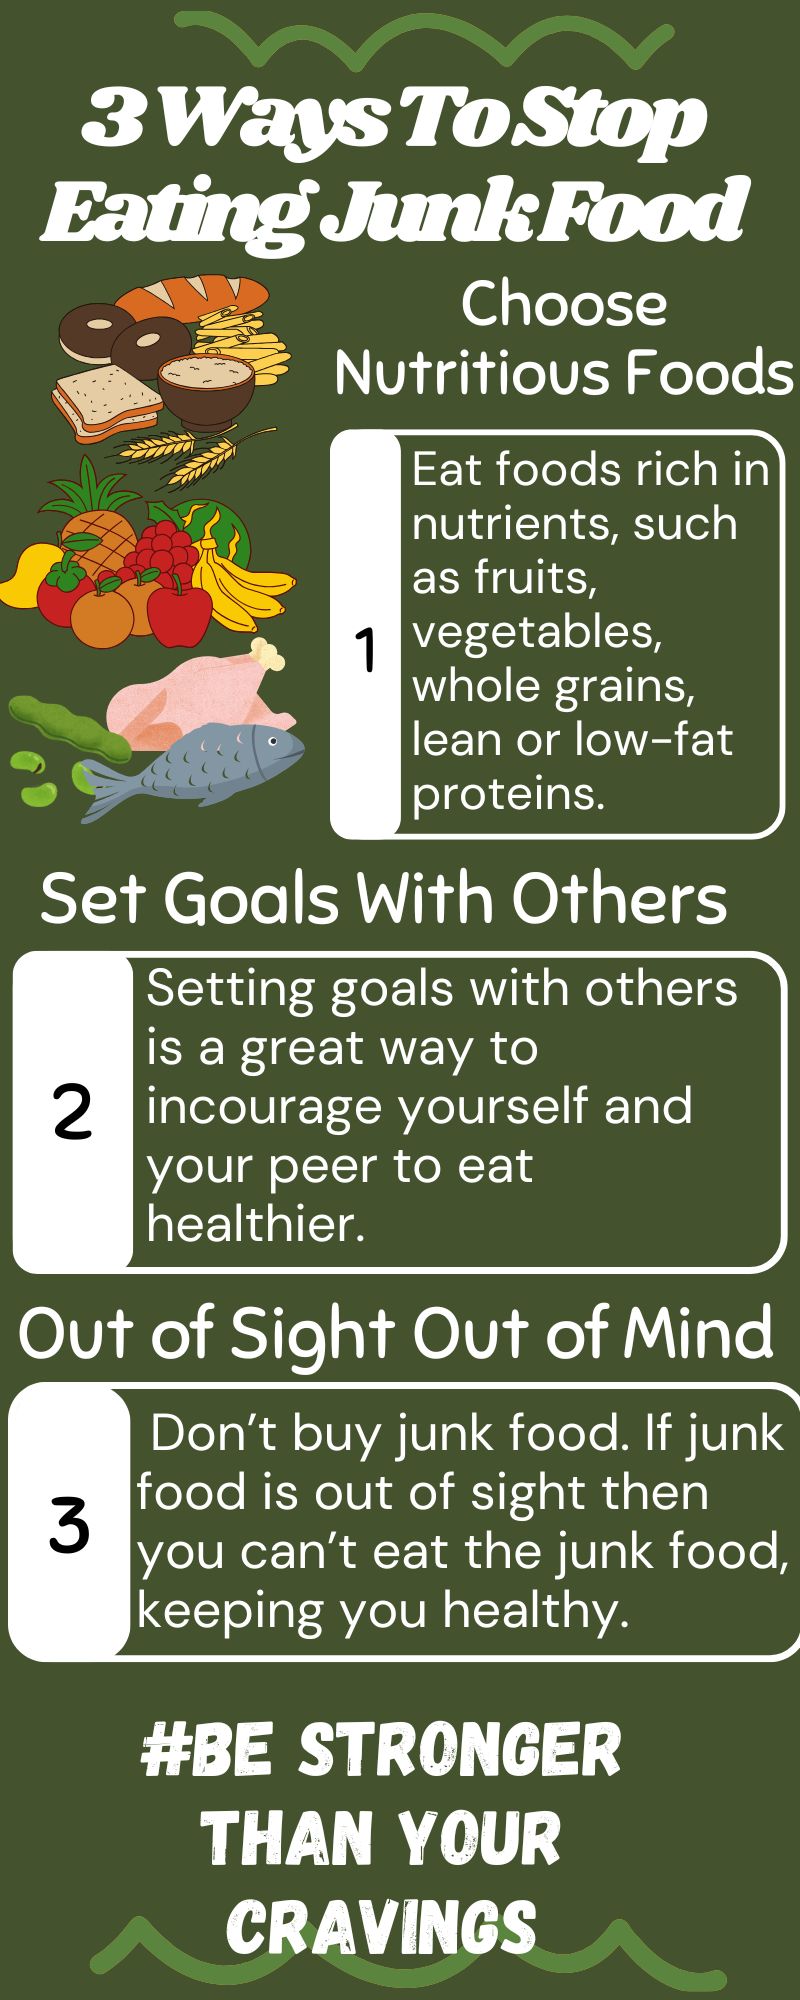 3 Ways To Stop
Eating Junk Food
Choose
Nutritious Foods
1
Eat foods rich in
nutrients, such
as fruits,
vegetables,
whole grains,
lean or low-fat
proteins.
Set Goals With Others
2
Setting goals with others
is a great way to
incourage yourself and
your peer to eat
healthier.
Out of Sight Out of Mind
3
Don’t buy junk food. If junk
food is out of sight then
you can’t eat the junk food,
keeping you healthy.
#BE STRONGER
THAN YOUR
CRAVINGS